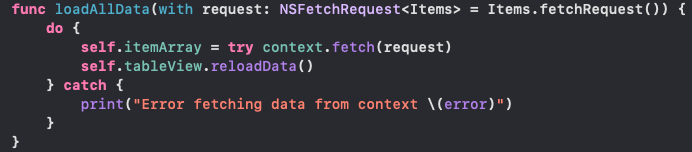 func loadAllData(with request: NSFetchRequest<Items> = Items.fetchRequest()) {
    do {
        self.itemArray = try context.fetch(request)
        self.tableView.reloadData()
    } catch {
        print("Error fetching data from context \(error)")
    }
}